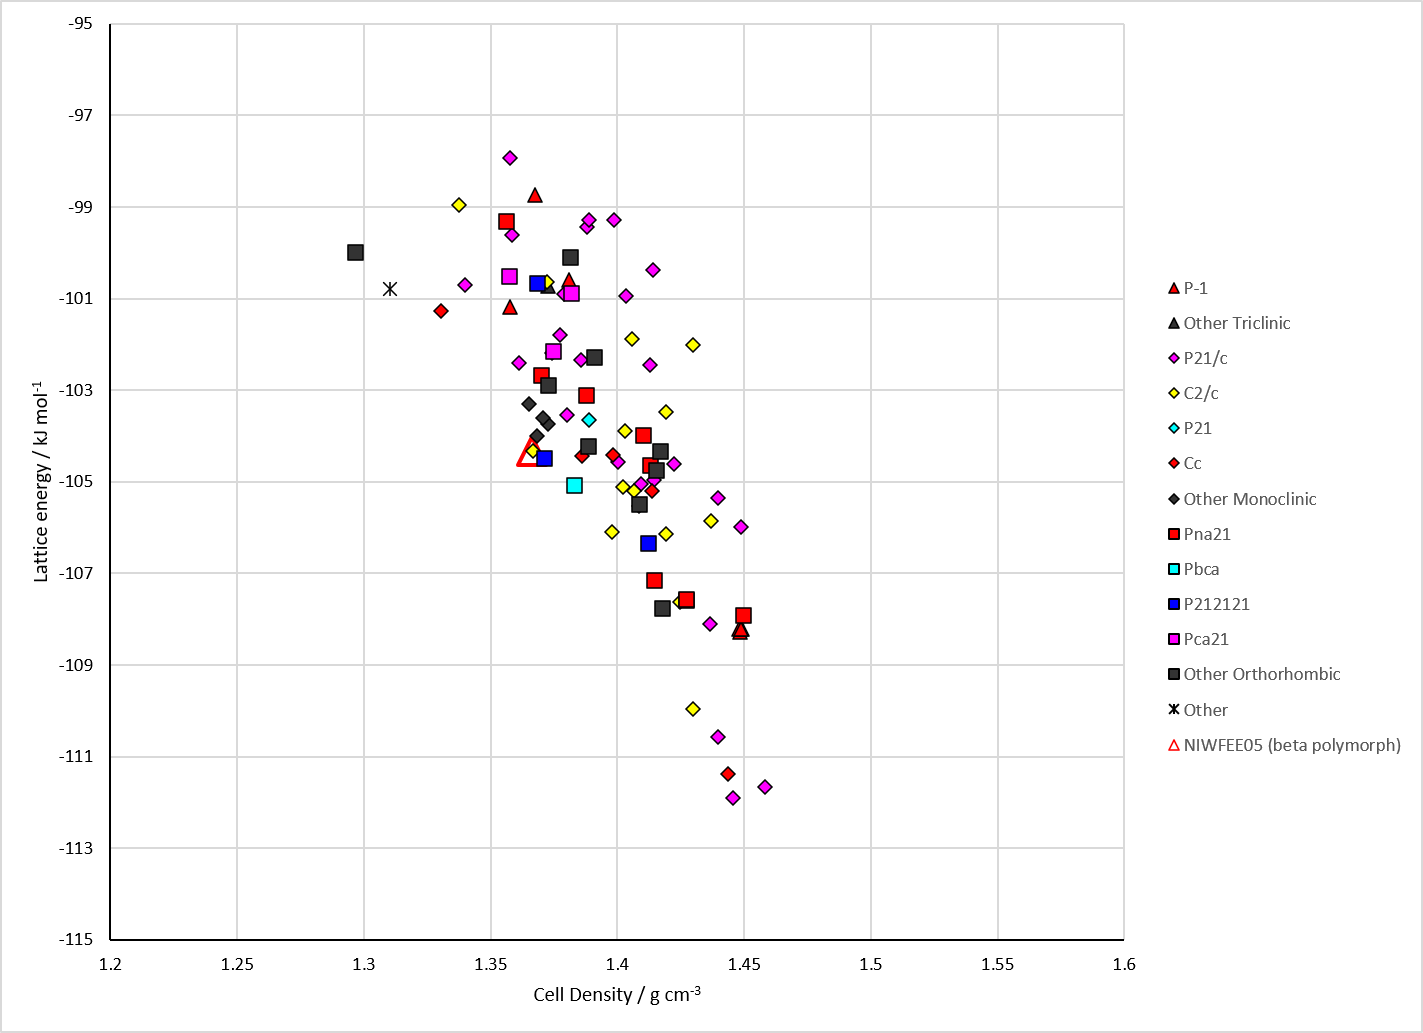 -95
-97
-99
-101
-103
-105
-107
-109
-111
-113
-115
Lattice energy / kJ mol⁻¹
1.2 1.25 1.3 1.35 1.4 1.45 1.5 1.55 1.6
Cell Density / g cm⁻³
P-1
Other Triclinic
P21/c
C2/c
P21
Cc
Other Monoclinic
Pna21
Pbca
P212121
Pca21
Other Orthorhombic
Other
NIWFEE05 (beta polymorph)